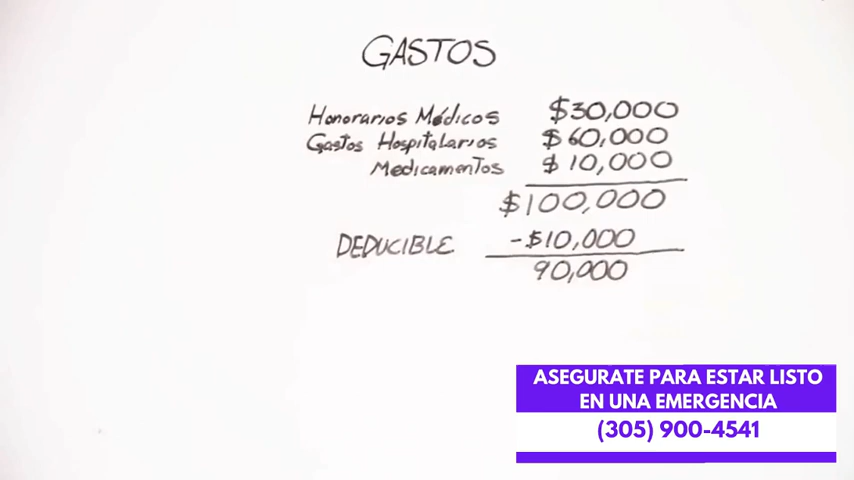 GASTOS
Honorarios Médicos $30,000
Gastos Hospitalarios $60,000
Medicamentos $10,000
$100,000
DEDUCIBLE -$10,000
90,000
ASEGURATE PARA ESTAR LISTO
EN UNA EMERGENCIA
(305) 900-4541